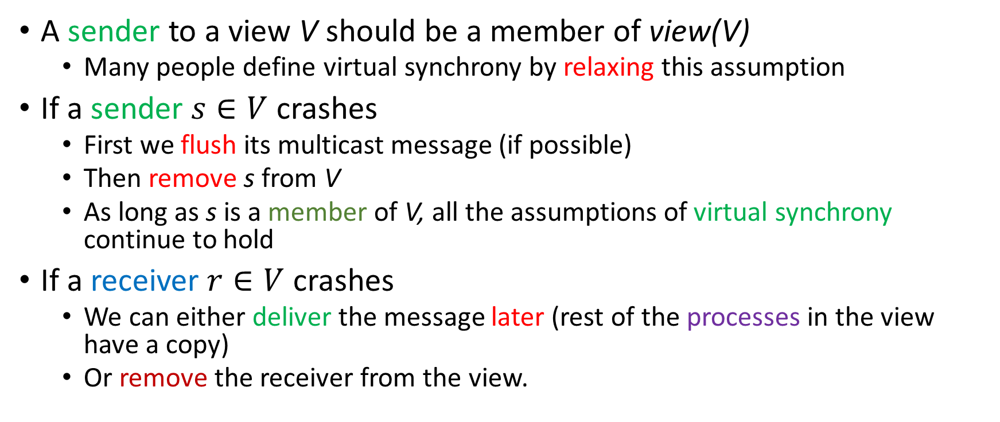 • A sender to a view V should be a member of view(V)
• Many people define virtual synchrony by relaxing this assumption
• If a sender s ∈ V crashes
• First we flush its multicast message (if possible)
• Then remove s from V
• As long as s is a member of V, all the assumptions of virtual synchrony
continue to hold
• If a receiver r ∈ V crashes
• We can either deliver the message later (rest of the processes in the view
have a copy)
• Or remove the receiver from the view.